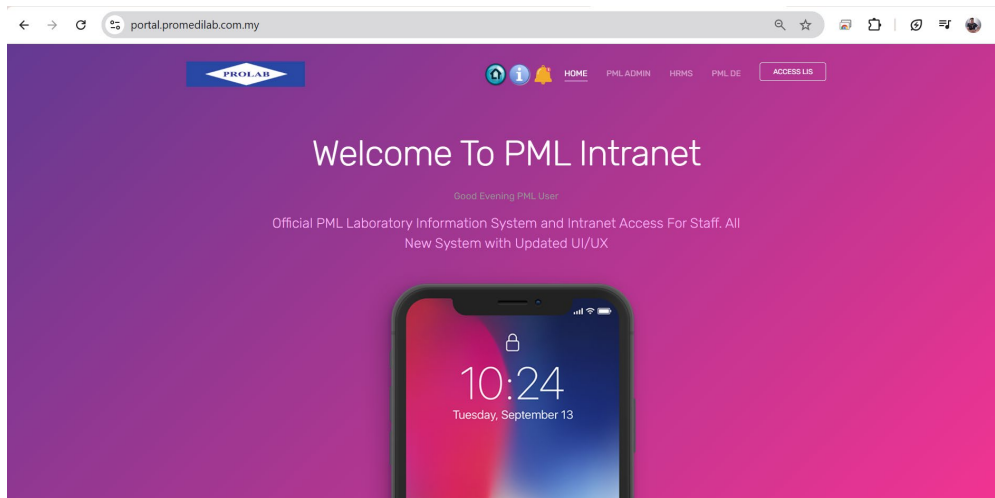 portal.promedilab.com.my
PROLAB
HOME PML ADMIN HRMS PML DE ACCESS LIS
Welcome To PML Intranet
Good Evening PML User
Official PML Laboratory Information System and Intranet Access For Staff. All
New System with Updated UI/UX
10:24
Tuesday, September 13